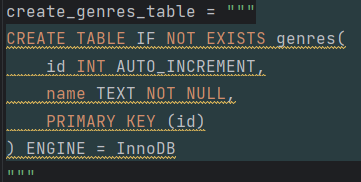 create_genres_table = """
CREATE TABLE IF NOT EXISTS genres(
    id INT AUTO_INCREMENT,
    name TEXT NOT NULL,
    PRIMARY KEY (id)
) ENGINE = InnoDB
"""